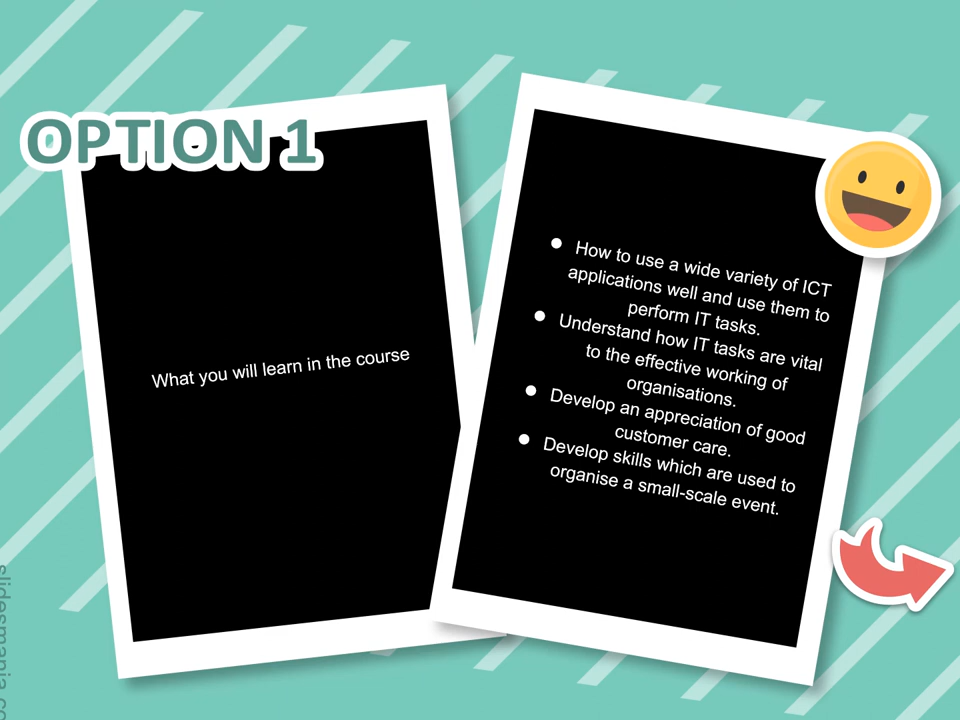 OPTION 1
What you will learn in the course
● How to use a wide variety of ICT
applications well and use them to
perform IT tasks.
● Understand how IT tasks are vital
to the effective working of
organisations.
● Develop an appreciation of good
customer care.
● Develop skills which are used to
organise a small-scale event.
slidesmania.co